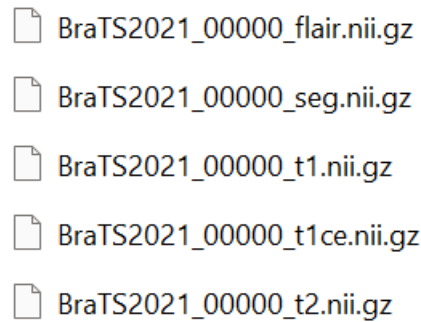 BraTS2021_00000_flair.nii.gz
BraTS2021_00000_seg.nii.gz
BraTS2021_00000_t1.nii.gz
BraTS2021_00000_t1ce.nii.gz
BraTS2021_00000_t2.nii.gz